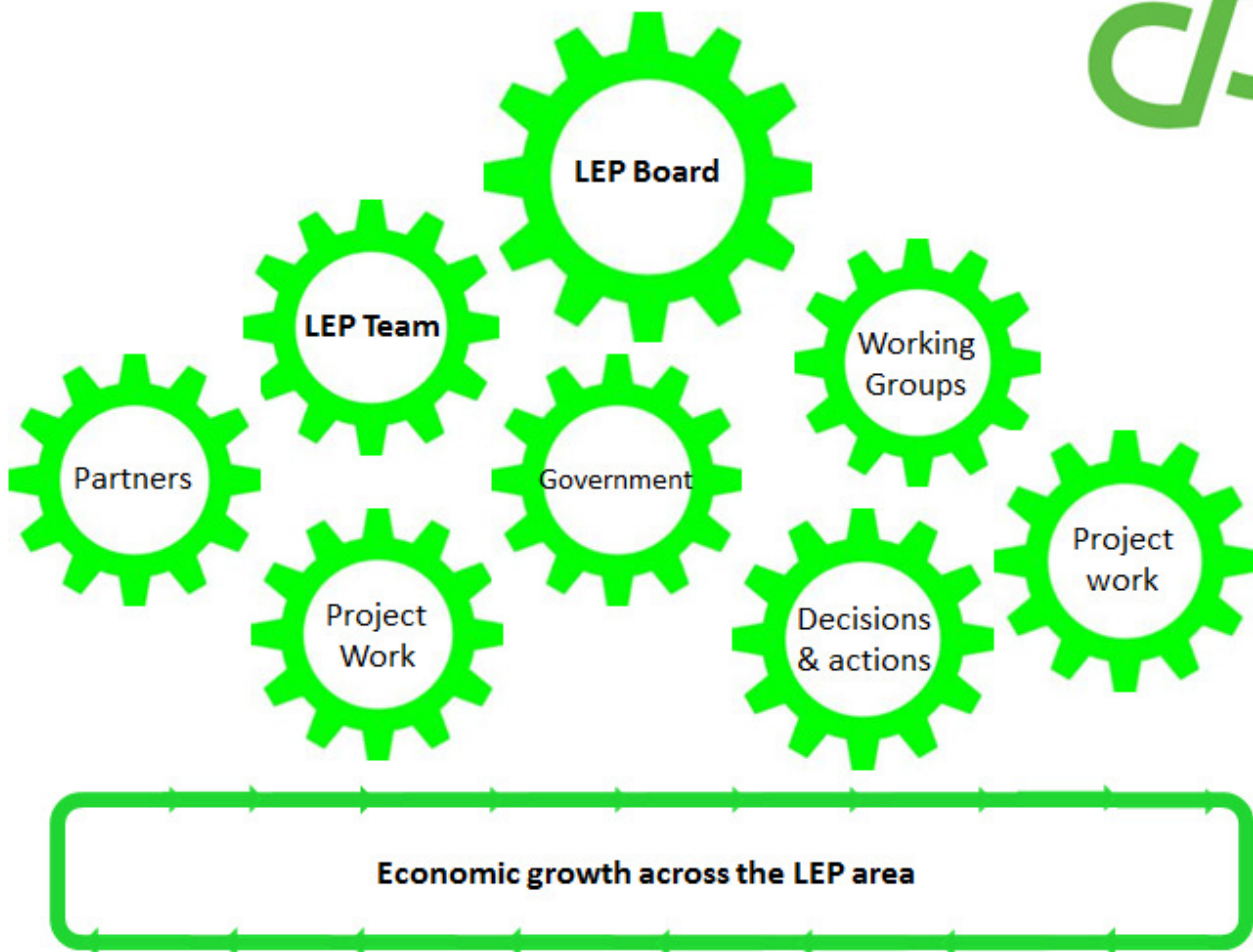 LEP Board
LEP Team
Working
Groups
Partners
Government
Project
work
Project
Work
Decisions
& actions
Economic growth across the LEP area